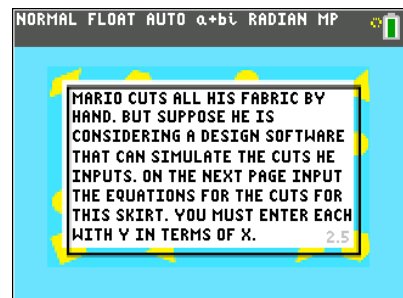 NORMAL FLOAT AUTO a+bi RADIAN MP
MARIO CUTS ALL HIS FABRIC BY
HAND. BUT SUPPOSE HE IS
CONSIDERING A DESIGN SOFTWARE
THAT CAN SIMULATE THE CUTS HE
INPUTS. ON THE NEXT PAGE INPUT
THE EQUATIONS FOR THE CUTS FOR
THIS SKIRT. YOU MUST ENTER EACH
WITH Y IN TERMS OF X.
2.5